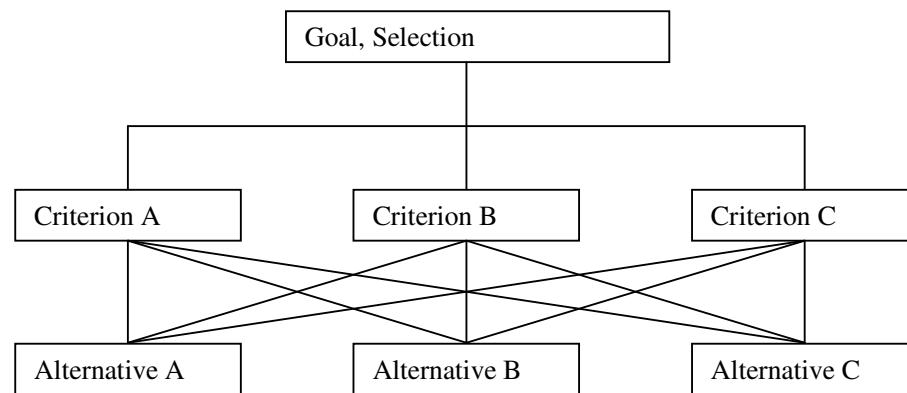 Goal, Selection
Criterion A
Criterion B
Criterion C
Alternative A
Alternative B
Alternative C